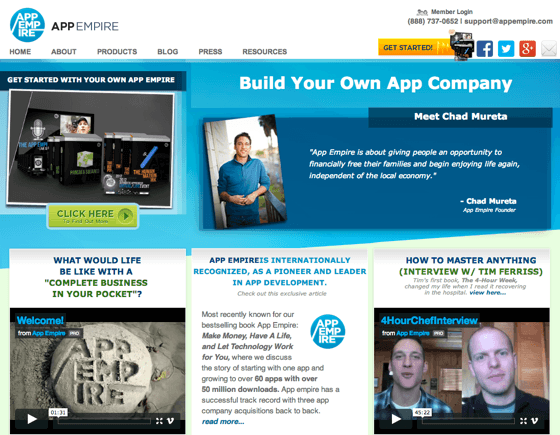 APP
EMP
IRE
APP EMPIRE
Member Login
(888) 737-0652 | support@appempire.com
HOME ABOUT PRODUCTS BLOG PRESS RESOURCES
GET STARTED!
GET STARTED WITH YOUR OWN APP EMPIRE
CLICK HERE
To Find Out More
Build Your Own App Company
Meet Chad Mureta
"App Empire is about giving people an opportunity to
financially free their families and begin enjoying life again,
independent of the local economy."
- Chad Mureta
App Empire Founder
WHAT WOULD LIFE
BE LIKE WITH A
"COMPLETE BUSINESS
IN YOUR POCKET"?
Welcome!
from App Empire PRO
APP
EMP
IRE
01:31
vimeo
APP EMPIREIS INTERNATIONALLY
RECOGNIZED, AS A PIONEER AND LEADER
IN APP DEVELOPMENT.
Check out this exclusive article
Most recently known for our
bestselling book App Empire:
Make Money, Have A Life,
and Let Technology Work
for You, where we discuss
the story of starting with one app and
growing to over 60 apps with over
50 million downloads. App empire has a
successful track record with three app
company acquisitions back to back.
read more...
APP
EMP
IRE
HOW TO MASTER ANYTHING
(INTERVIEW W/ TIM FERRISS)
Tim's first book, The 4-Hour Week,
changed my life when I read it recovering
in the hospital. view here...
4HourChefInterview
from App Empire PRO
45:22